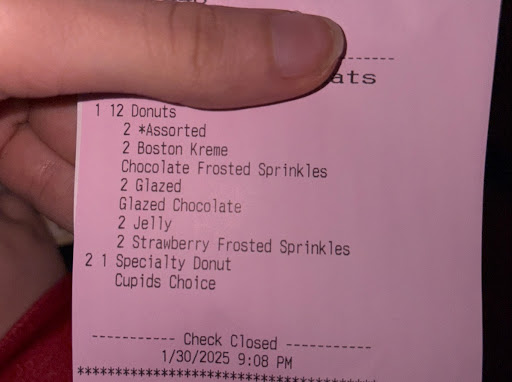 ----------
ats
1 12 Donuts
2 *Assorted
2 Boston Kreme
Chocolate Frosted Sprinkles
2 Glazed
Glazed Chocolate
2 Jelly
2 Strawberry Frosted Sprinkles
2 1 Specialty Donut
Cupids Choice
----------- Check Closed -----------
1/30/2025 9:08 PM
****************************************